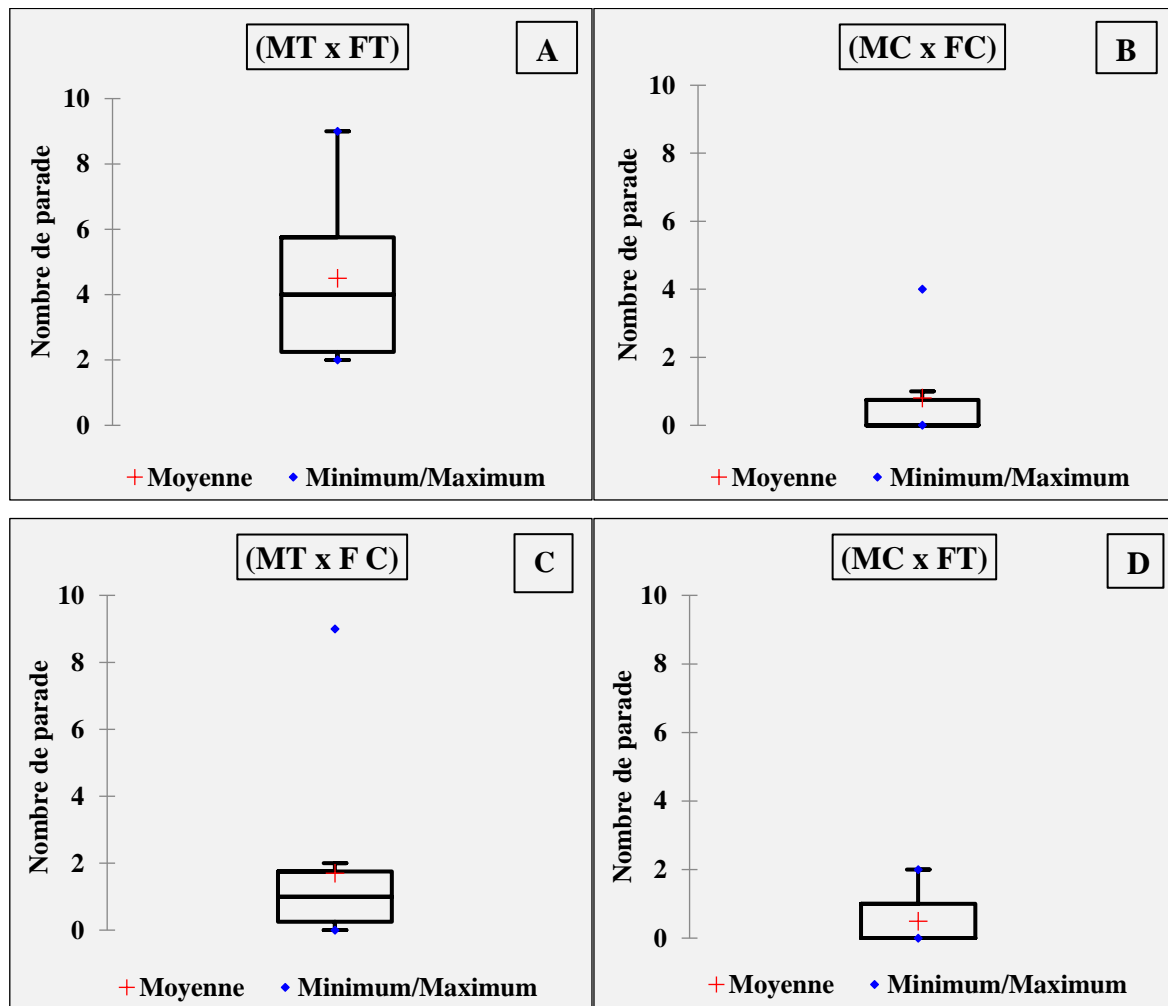 (MT x FT)
A
Nombre de parade
10
8
6
4
2
0
Moyenne
Minimum/Maximum
(MC x FC)
B
Nombre de parade
10
8
6
4
2
0
Moyenne
Minimum/Maximum
(MT x F C)
C
Nombre de parade
10
8
6
4
2
0
Moyenne
Minimum/Maximum
(MC x FT)
D
Nombre de parade
10
8
6
4
2
0
Moyenne
Minimum/Maximum